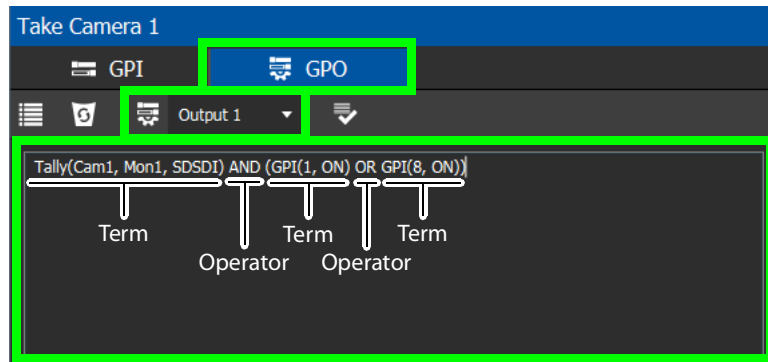 Take Camera 1
GPI GPO
Output 1
Tally(Cam1, Mon1, SDSDI) AND (GPI(1, ON) OR GPI(8, ON))
Term Term Term
Operator Operator